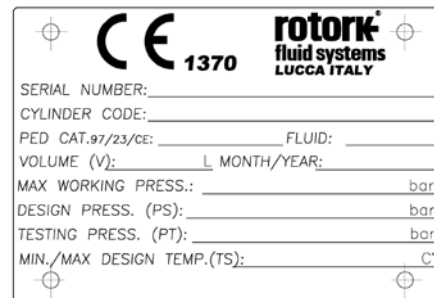 CE 1370
rotork®
fluid systems
LUCCA ITALY
SERIAL NUMBER:
CYLINDER CODE:
PED CAT.97/23/CE: FLUID:
VOLUME (V): L MONTH/YEAR:
MAX WORKING PRESS.: bar
DESIGN PRESS. (PS): bar
TESTING PRESS. (PT): bar
MIN./MAX DESIGN TEMP.(TS): C°